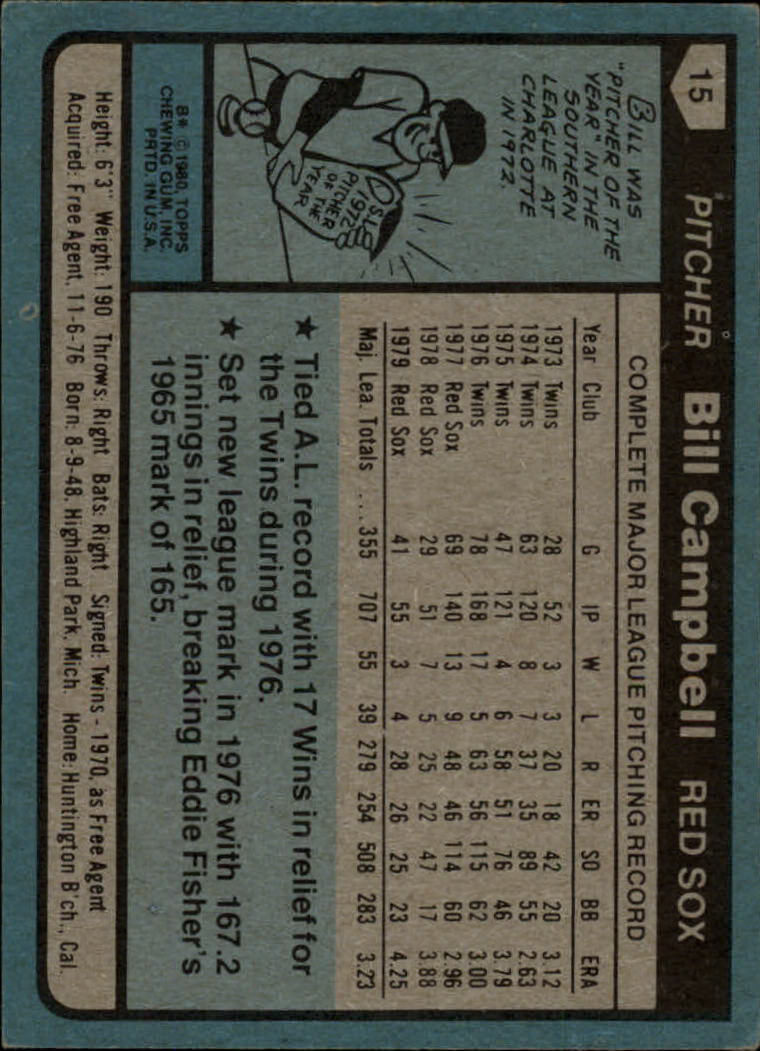 15
PITCHER Bill Campbell RED SOX
BILL WAS
"PITCHER OF THE
YEAR" IN THE
SOUTHERN
LEAGUE AT
CHARLOTTE
IN 1972.
1972
PITCHER
OF THE
YEAR
B* © 1980, TOPPS
CHEWING GUM, INC.
PRTD. IN U.S.A.
COMPLETE MAJOR LEAGUE PITCHING RECORD
Year Club G IP W L R ER SO BB ERA
1973 Twins 28 52 3 3 20 18 42 20 3.12
1974 Twins 63 120 8 7 37 35 89 55 2.63
1975 Twins 47 121 4 6 58 51 76 46 3.79
1976 Twins 78 168 17 5 63 56 115 62 3.00
1977 Red Sox 69 140 13 9 48 46 114 60 2.96
1978 Red Sox 29 51 7 5 25 22 47 17 3.88
1979 Red Sox 41 55 3 4 28 26 25 23 4.25
Maj. Lea. Totals .... 355 707 55 39 279 254 508 283 3.23
★ Tied A.L. record with 17 Wins in relief for
the Twins during 1976.
★ Set new league mark in 1976 with 167.2
innings in relief, breaking Eddie Fisher's
1965 mark of 165.
Height: 6'3" Weight: 190 Throws: Right Bats: Right Signed: Twins - 1970, as Free Agent
Acquired: Free Agent, 11-6-76 Born: 8-9-48, Highland Park, Mich. Home: Huntington B'ch., Cal.